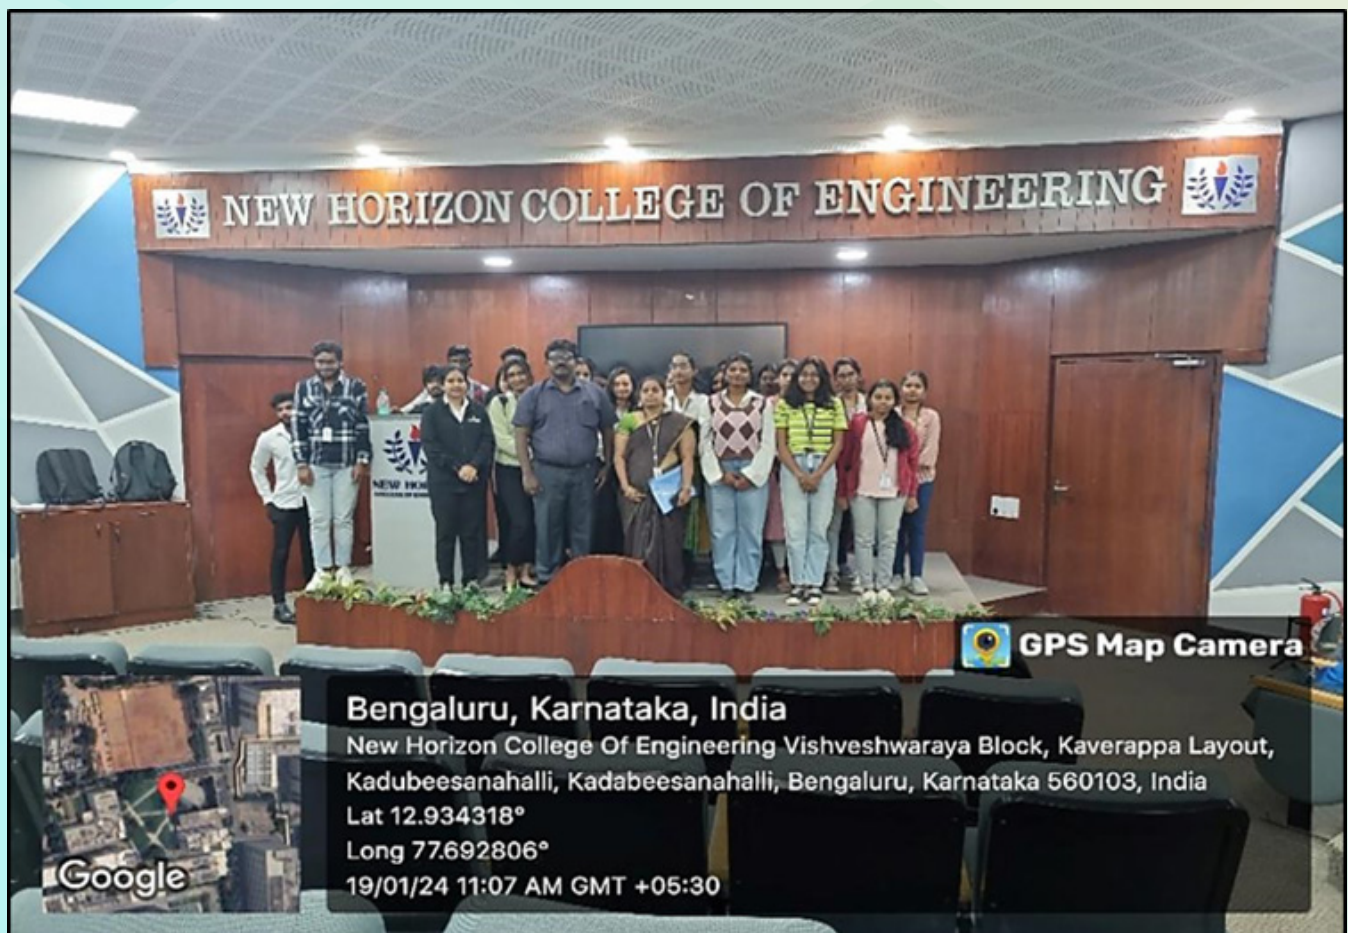 NEW HORIZON COLLEGE OF ENGINEERING
NEW
GPS Map Camera
Bengaluru, Karnataka, India
New Horizon College Of Engineering Vishveshwaraya Block, Kaverappa Layout,
Kadubeesanahalli, Kadabeesanahalli, Bengaluru, Karnataka 560103, India
Lat 12.934318°
Long 77.692806°
19/01/24 11:07 AM GMT +05:30
Google